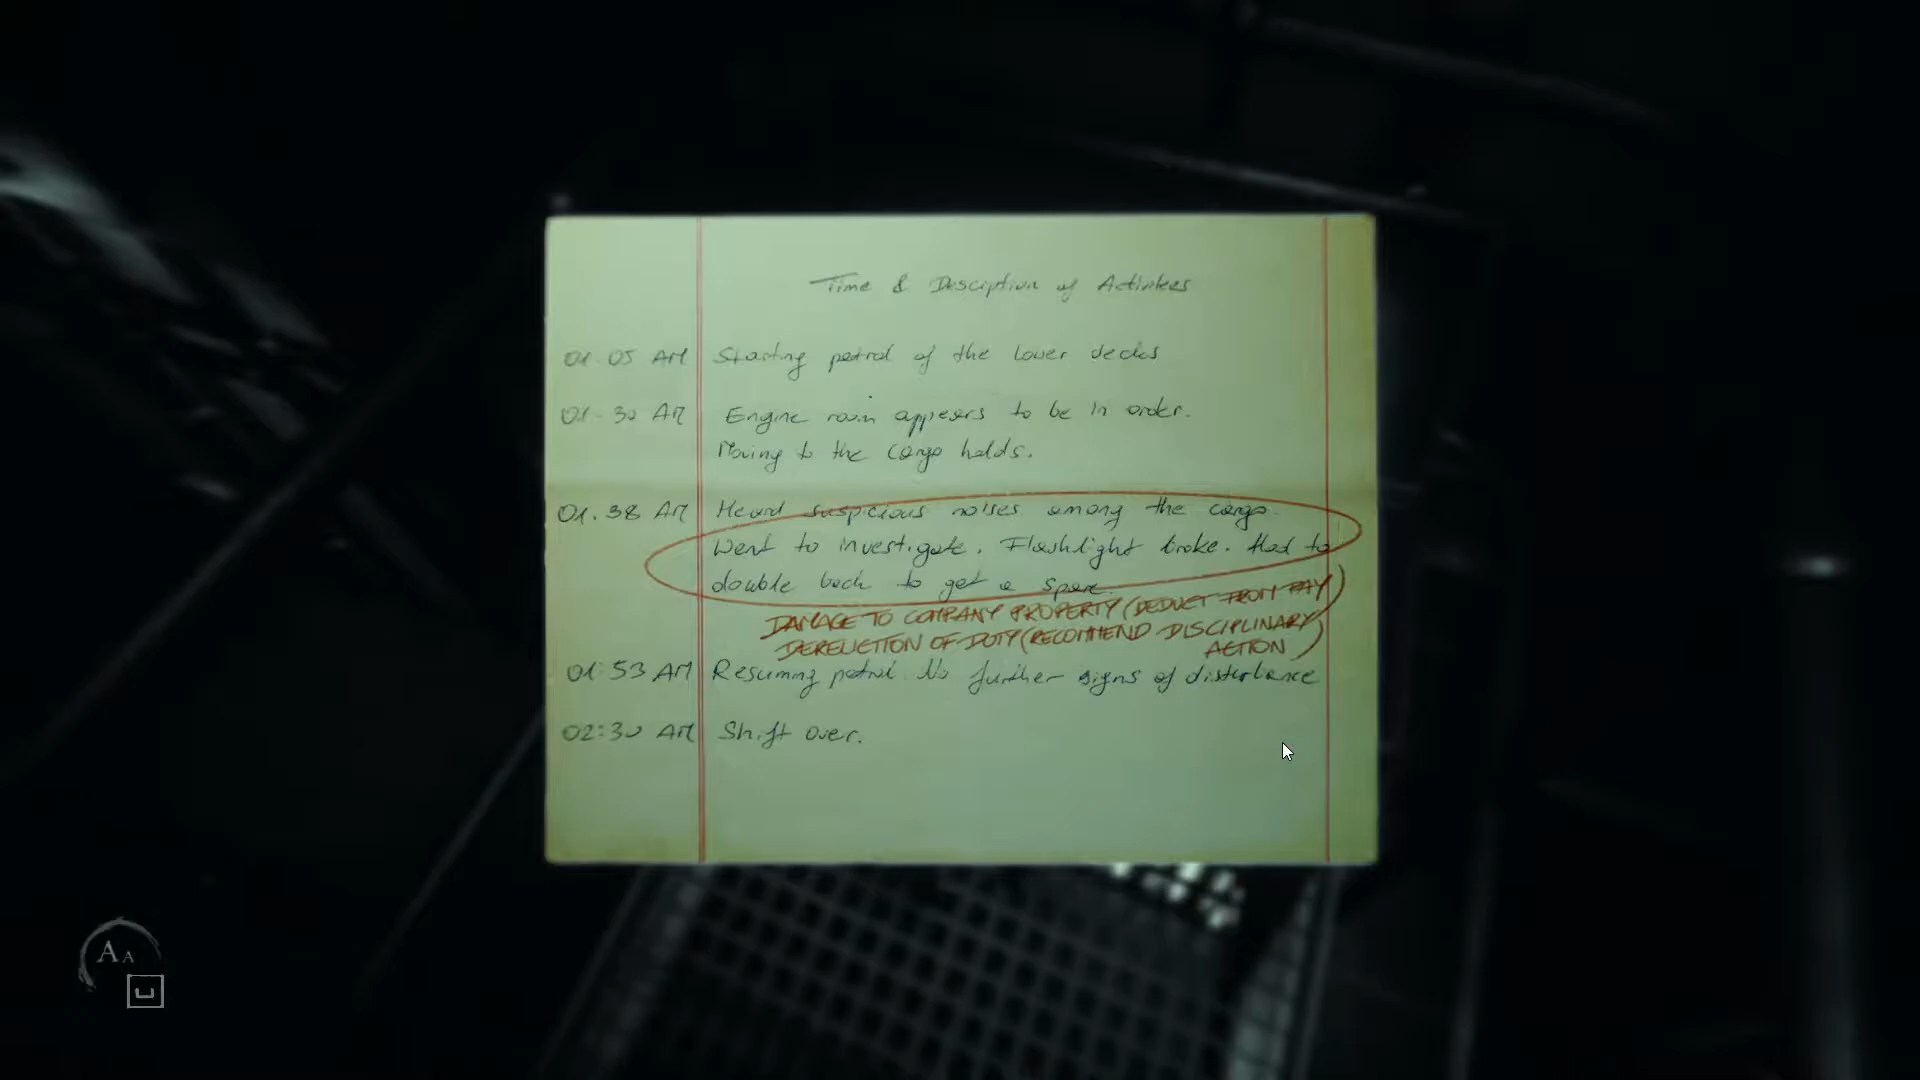 Time & Description of Activities
01.05 AM Starting patrol of the lower decks
01-30 AM Engine room appears to be in order.
Moving to the cargo holds.
01.38 AM Heard suspicious noises among the cargo.
Went to investigate. Flashlight broke. Had to
double back to get a spare.
DAMAGE TO COMPANY PROPERTY (DEDUCT FROM PAY)
DERELICTION OF DUTY (RECOMMEND DISCIPLINARY
ACTION)
01:53 AM Resuming patrol. No further signs of disturbance
02:30 AM Shift over.
AA